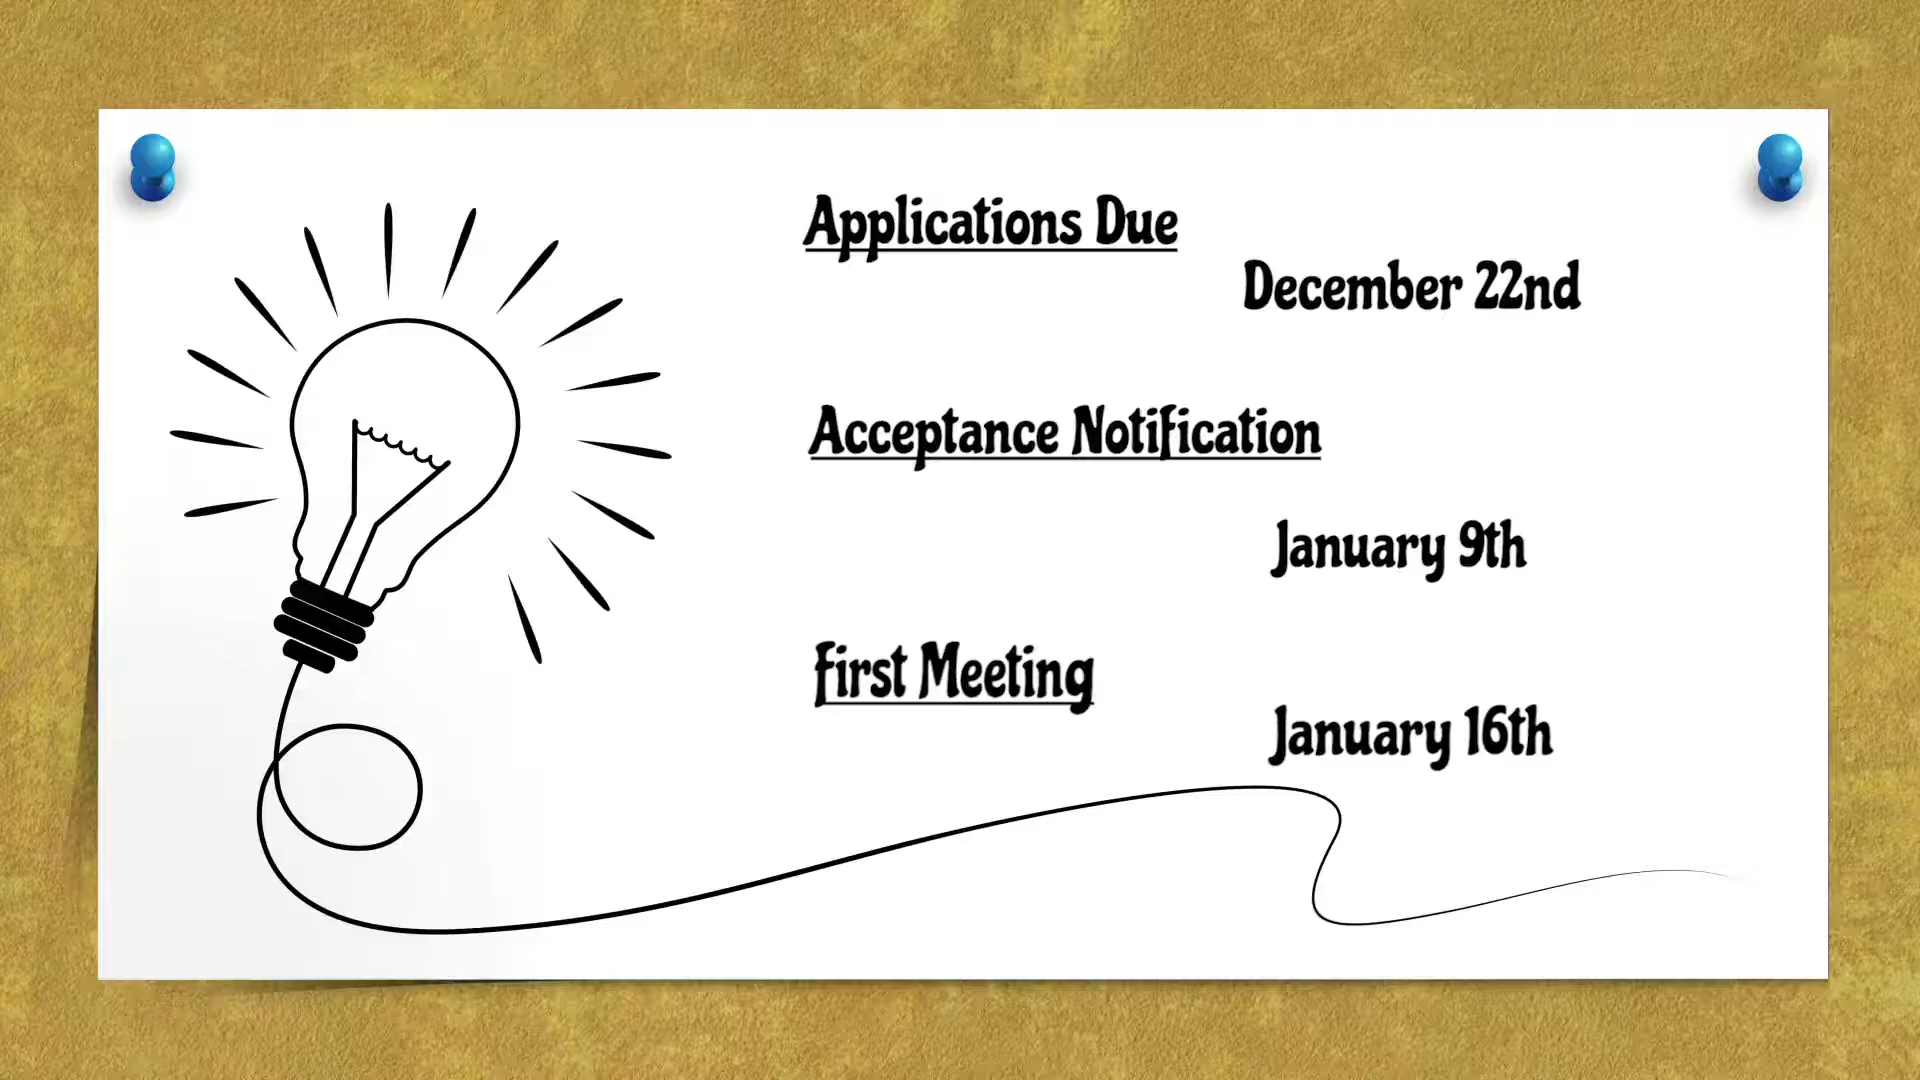 Applications Due
December 22nd
Acceptance Notification
January 9th
First Meeting
January 16th